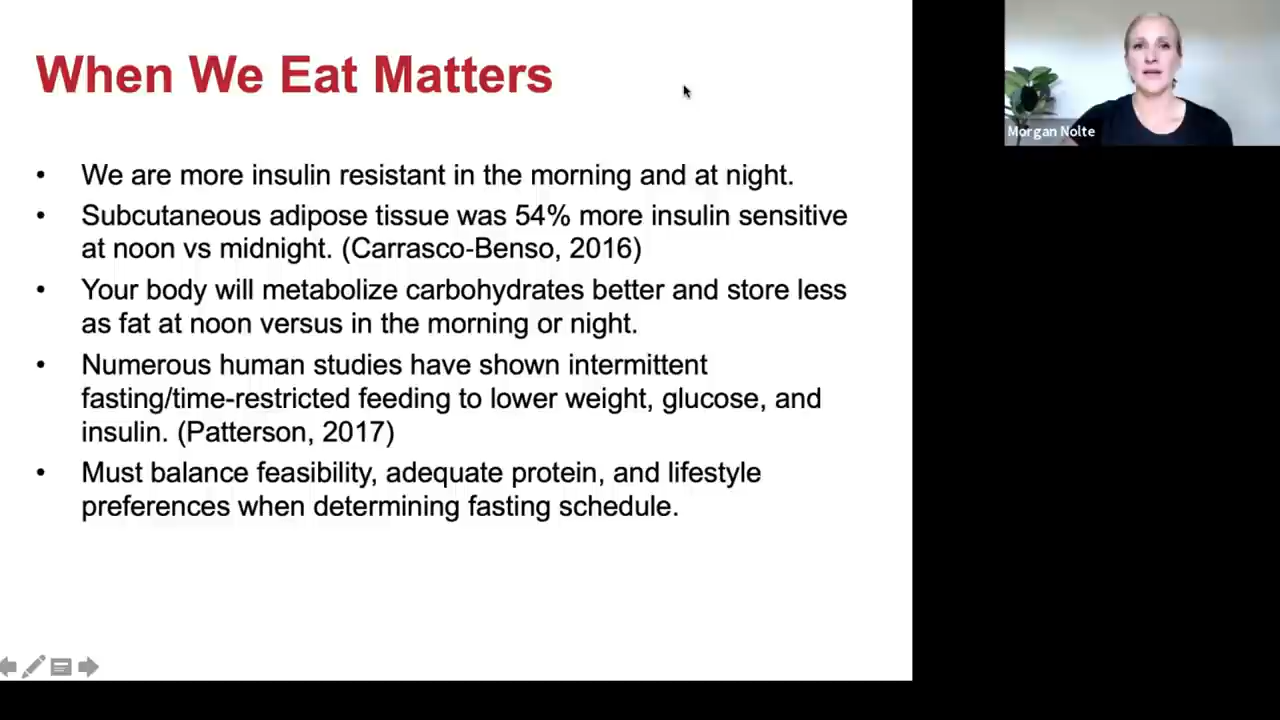 When We Eat Matters
• We are more insulin resistant in the morning and at night.
• Subcutaneous adipose tissue was 54% more insulin sensitive
at noon vs midnight. (Carrasco-Benso, 2016)
• Your body will metabolize carbohydrates better and store less
as fat at noon versus in the morning or night.
• Numerous human studies have shown intermittent
fasting/time-restricted feeding to lower weight, glucose, and
insulin. (Patterson, 2017)
• Must balance feasibility, adequate protein, and lifestyle
preferences when determining fasting schedule.
Morgan Nolte